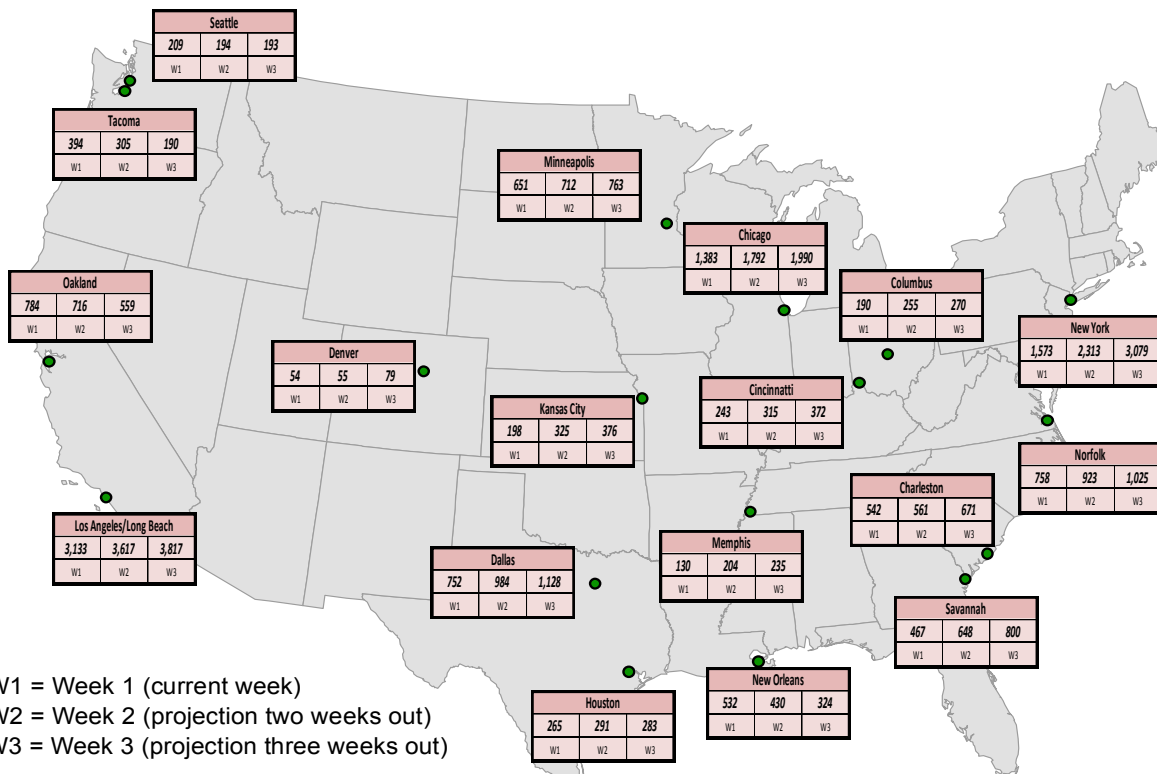 Seattle
209 194 193
W1 W2 W3
Tacoma
394 305 190
W1 W2 W3
Minneapolis
651 712 763
W1 W2 W3
Chicago
1,383 1,792 1,990
W1 W2 W3
Oakland
784 716 559
W1 W2 W3
Columbus
190 255 270
W1 W2 W3
New York
1,573 2,313 3,079
W1 W2 W3
Denver
54 55 79
W1 W2 W3
Cincinnatti
243 315 372
W1 W2 W3
Kansas City
198 325 376
W1 W2 W3
Norfolk
758 923 1,025
W1 W2 W3
Charleston
542 561 671
W1 W2 W3
Los Angeles/Long Beach
3,133 3,617 3,817
W1 W2 W3
Memphis
130 204 235
W1 W2 W3
Dallas
752 984 1,128
W1 W2 W3
Savannah
467 648 800
W1 W2 W3
New Orleans
532 430 324
W1 W2 W3
Houston
265 291 283
W1 W2 W3
W1 = Week 1 (current week)
W2 = Week 2 (projection two weeks out)
W3 = Week 3 (projection three weeks out)